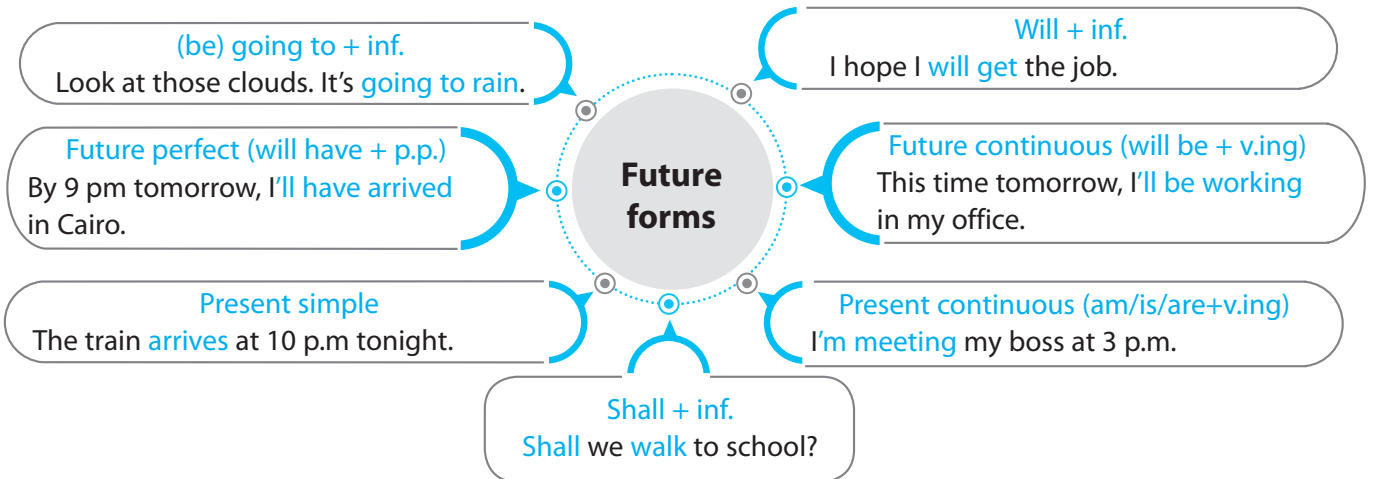 (be) going to + inf.
Look at those clouds. It's going to rain.
Will + inf.
I hope I will get the job.
Future perfect (will have + p.p.)
By 9 pm tomorrow, I'll have arrived
in Cairo.
Future
forms
Future continuous (will be + v.ing)
This time tomorrow, I'll be working
in my office.
Present simple
The train arrives at 10 p.m tonight.
Present continuous (am/is/are+v.ing)
I'm meeting my boss at 3 p.m.
Shall + inf.
Shall we walk to school?